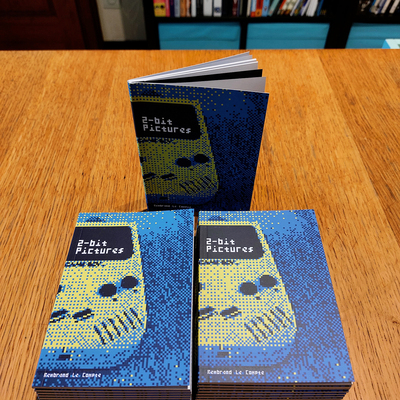 2-bit
Pictures
Rembrand Le Compte
2-bit
Pictures
Rembrand Le Compte
2-bit
Pictures
Rembrand Le Compte